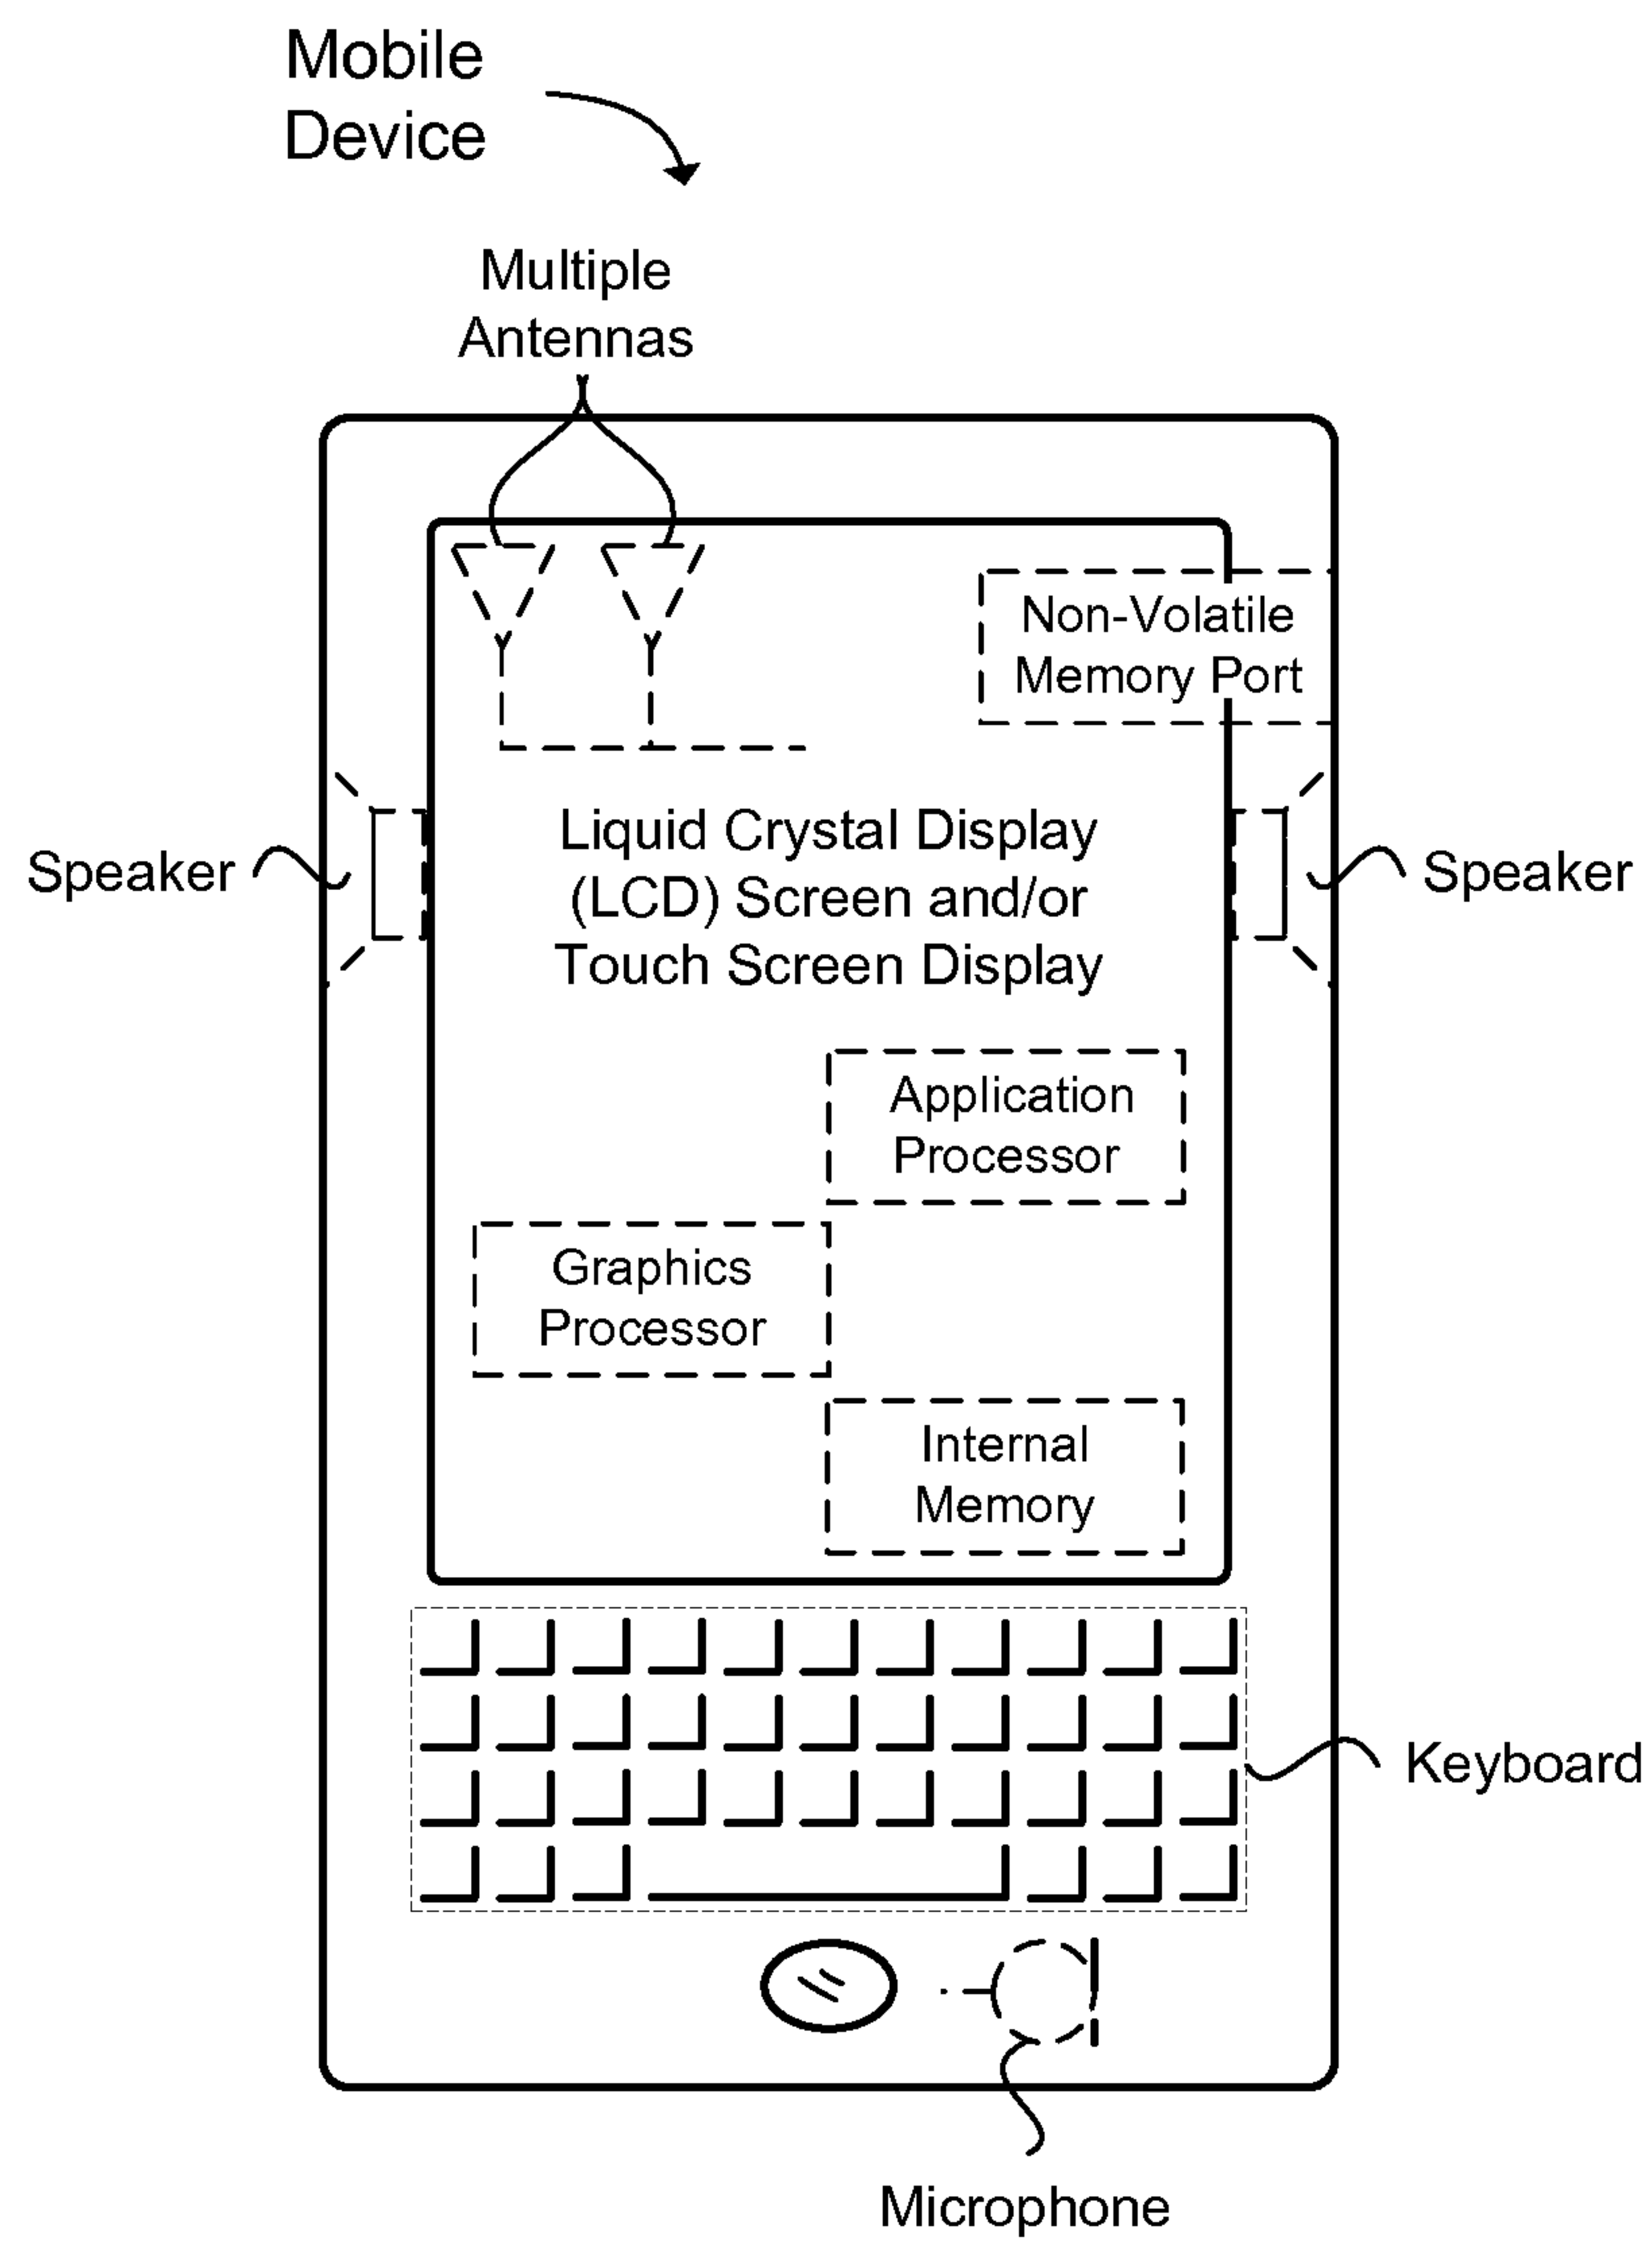 Mobile
Device
Multiple
Antennas
Non-Volatile
Memory Port
Speaker
Liquid Crystal Display
(LCD) Screen and/or
Touch Screen Display
Speaker
Application
Processor
Graphics
Processor
Internal
Memory
Keyboard
Microphone